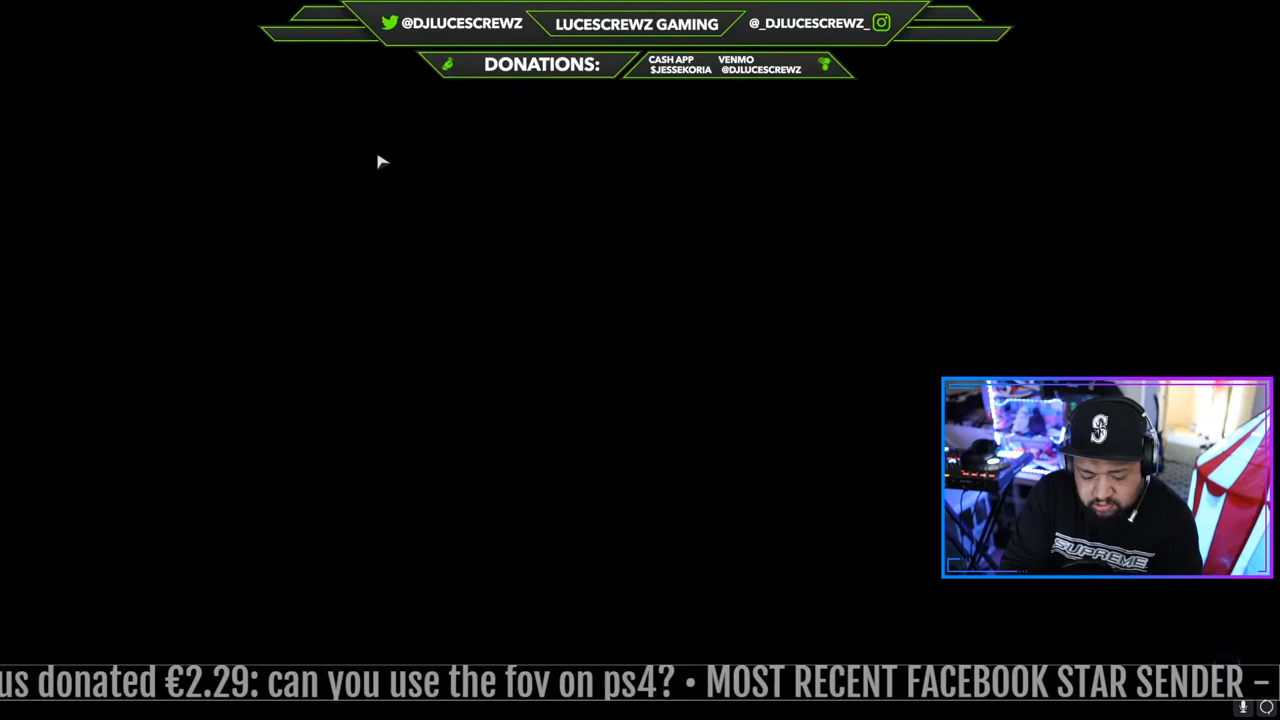 @DJLUCESCREWZ
LUCESCREWZ GAMING
@_DJLUCESCREWZ_
DONATIONS:
CASH APP
$JESSEKORIA
VENMO
@DJLUCESCREWZ
S
SUPREME
us donated €2.29: can you use the fov on ps4? • MOST RECENT FACEBOOK STAR SENDER –